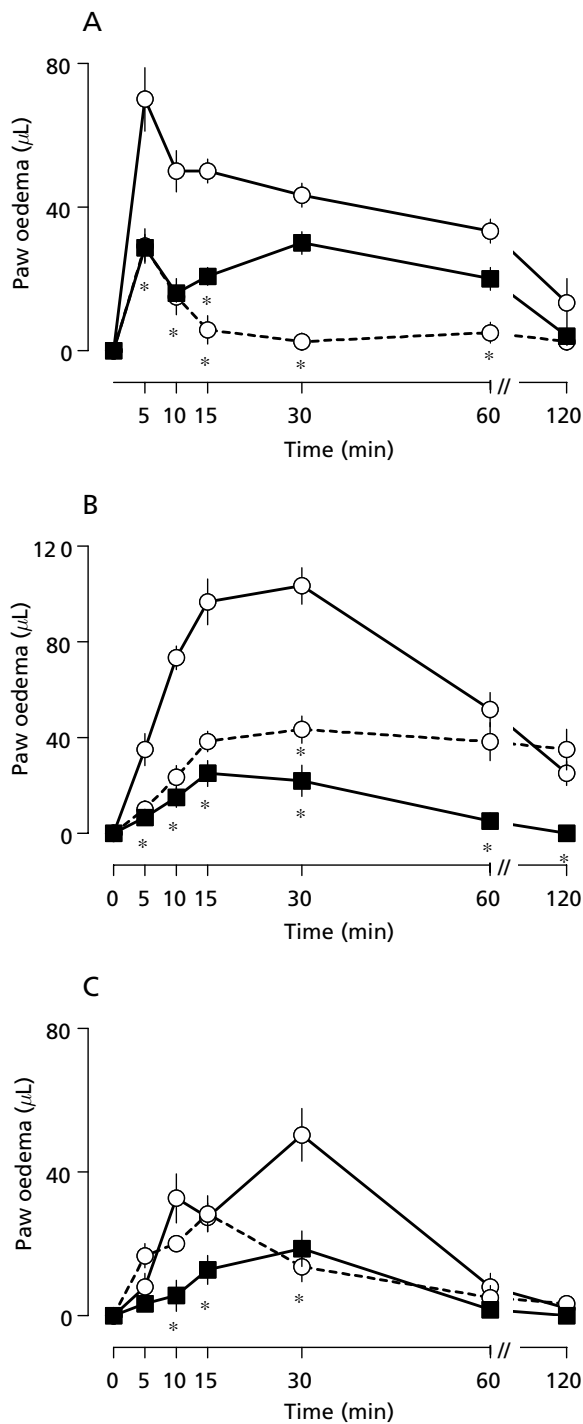 A
Paw oedema (µL)
80
40
0
* * *
* * *
5 10 15 30 60 // 120
Time (min)
B
Paw oedema (µL)
12 0
80
40
0
*
* * * * * *
0 5 10 15 30 60 // 120
Time (min)
C
Paw oedema (µL)
80
40
0
* * *
0 5 10 15 30 60 // 120
Time (min)